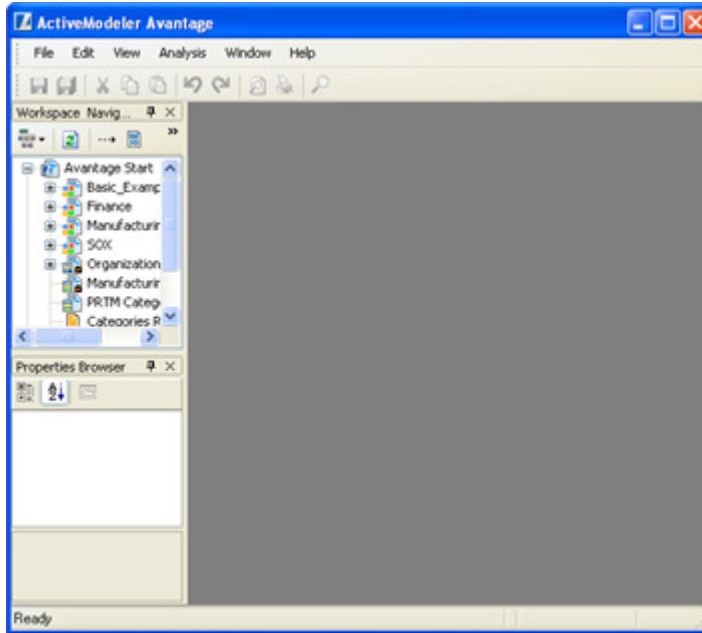 ActiveModeler Avantage
File Edit View Analysis Window Help
Workspace Navig...
Avantage Start
Basic_Examp
Finance
Manufacturir
SOX
Organization
Manufacturir
PRTM Catego
Categories R
Properties Browser
Ready